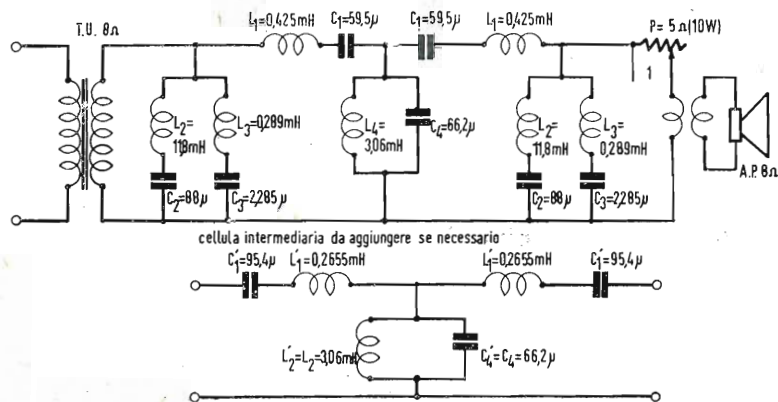 T.U. 8Ω
L1=0,425mH
C1=59,5µ
C1=59,5µ
L1=0,425mH
P= 5Ω(10W)
1
L2=
11,8mH
L3=0,289mH
L4=
3,06mH
C4=66,2µ
L2=
11,8mH
L3=
0,289mH
C2=88µ
C3=2,285µ
C2=88µ
C3=2,285µ
A.P. 8Ω
cellula intermediaria da aggiungere se necessario
C'1=95,4µ
L'1=0,2655mH
L'1=0,2655mH
C'1=95,4µ
L'2=L2=3,06mH
C'4=C4=66,2µ